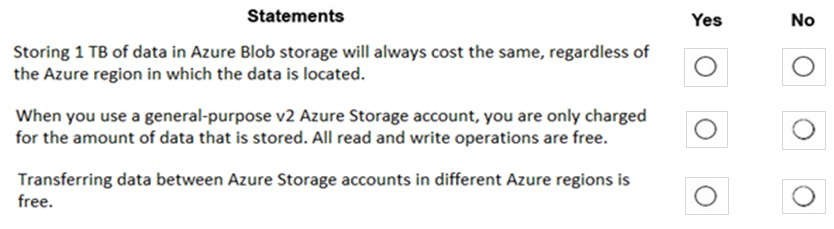 Statements Yes No
Storing 1 TB of data in Azure Blob storage will always cost the same, regardless of
the Azure region in which the data is located.
When you use a general-purpose v2 Azure Storage account, you are only charged
for the amount of data that is stored. All read and write operations are free.
Transferring data between Azure Storage accounts in different Azure regions is
free.